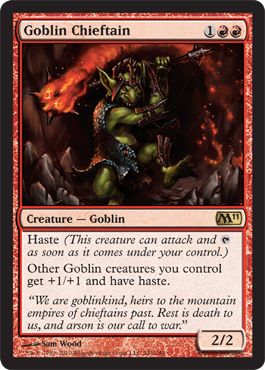 Goblin Chieftain 1
Creature — Goblin M11
Haste (This creature can attack and
as soon as it comes under your control.)
Other Goblin creatures you control
get +1/+1 and have haste.
“We are goblinkind, heirs to the mountain
empires of chieftains past. Rest is death to
us, and arson is our call to war.”
Sam Wood
2/2